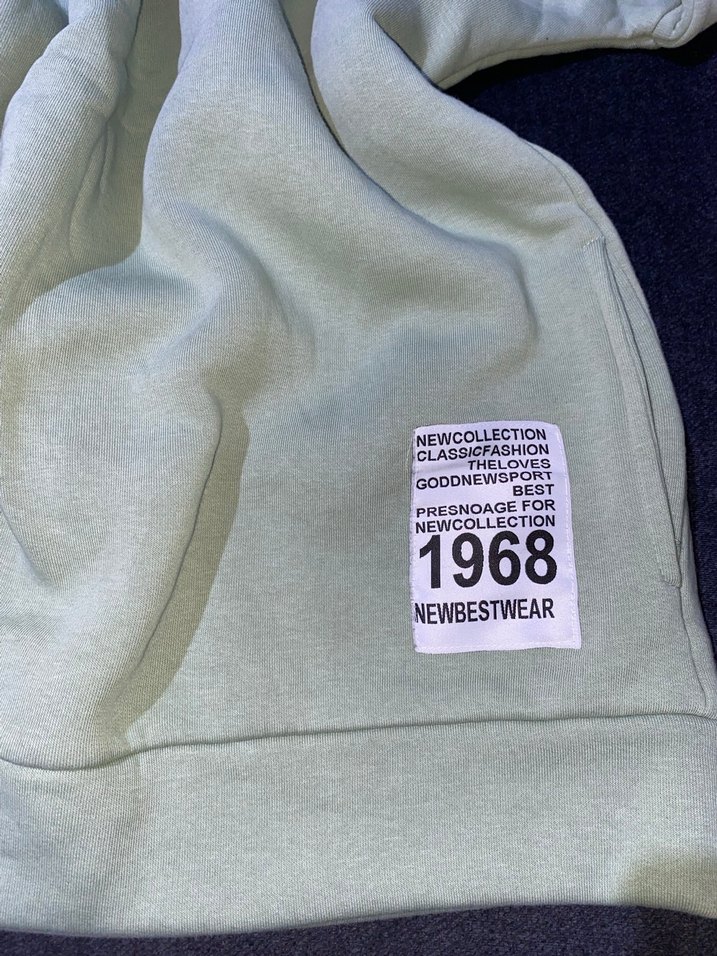 NEWCOLLECTION
CLASSICFASHION
THELOVES
GODDNEWSPORT
BEST
PRESNOAGE FOR
NEWCOLLECTION
1968
NEWBESTWEAR